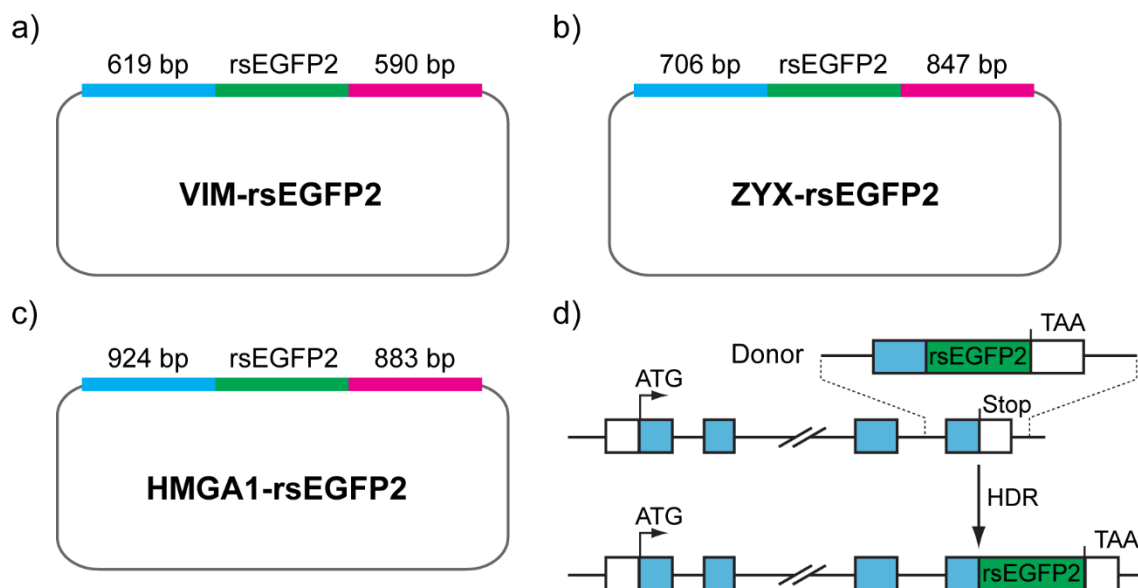 a)
619 bp rsEGFP2 590 bp
VIM-rsEGFP2
b)
706 bp rsEGFP2 847 bp
ZYX-rsEGFP2
c)
924 bp rsEGFP2 883 bp
HMGA1-rsEGFP2
d)
TAA
Donor rsEGFP2
ATG Stop
HDR
ATG TAA
rsEGFP2